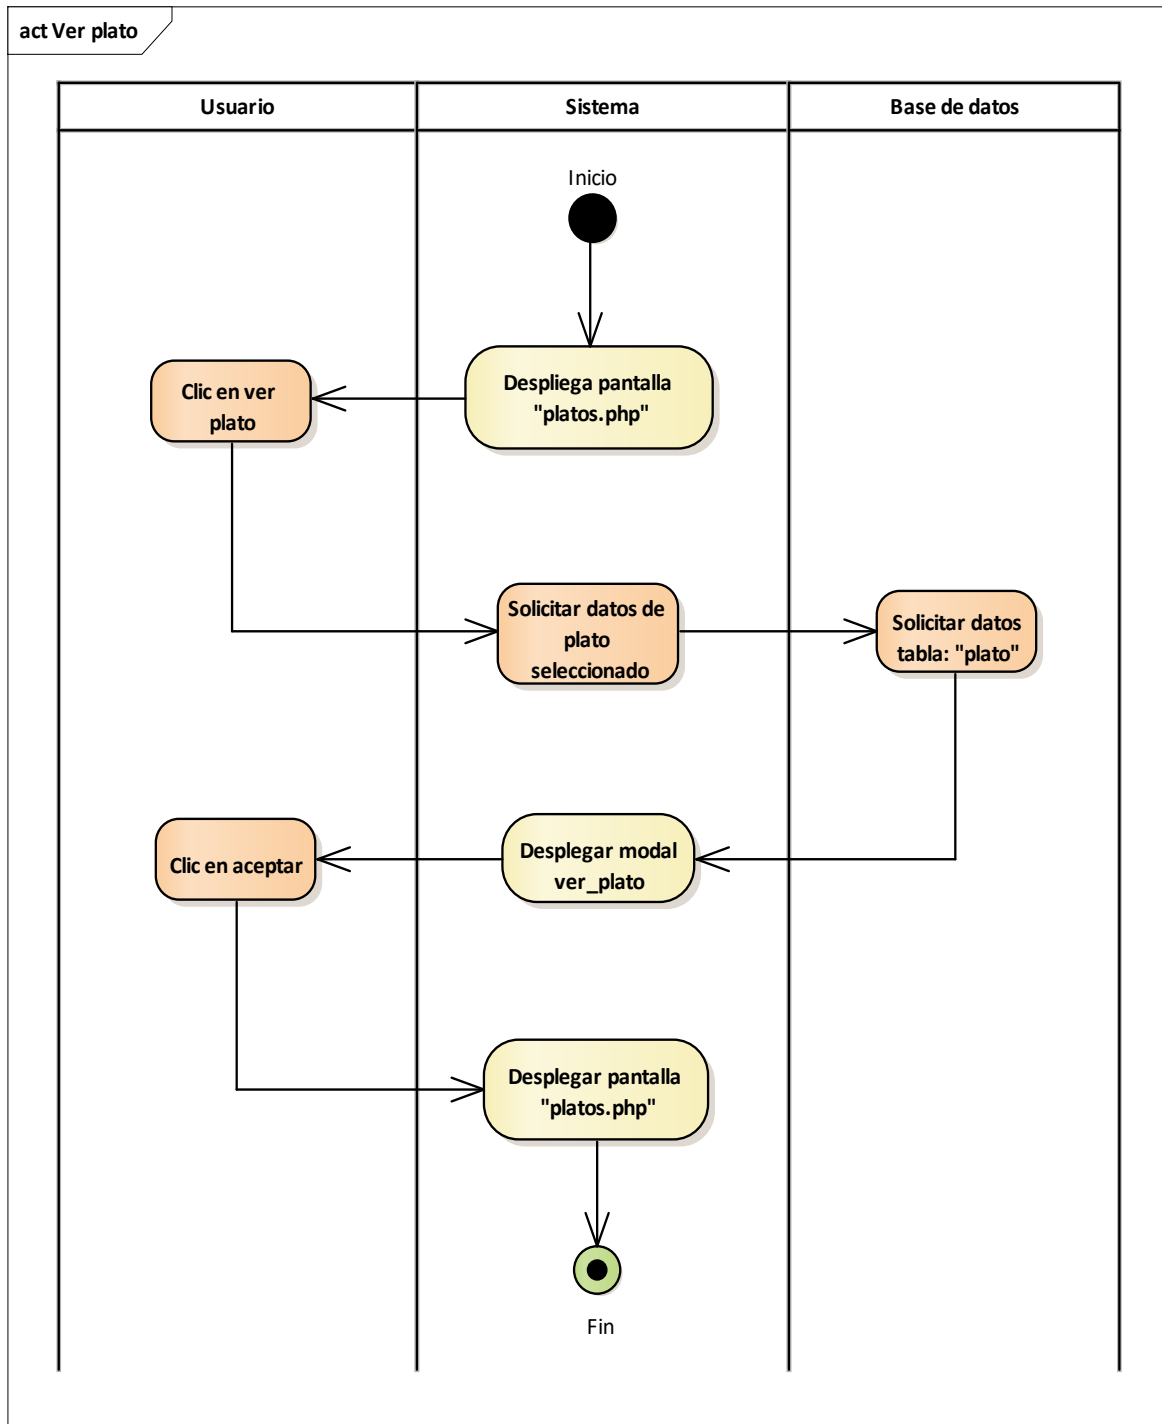 act Ver plato
Usuario
Sistema
Base de datos
Inicio
Despliega pantalla
"platos.php"
Clic en ver
plato
Solicitar datos de
plato
seleccionado
Solicitar datos
tabla: "plato"
Desplegar modal
ver_plato
Clic en aceptar
Desplegar pantalla
"platos.php"
Fin